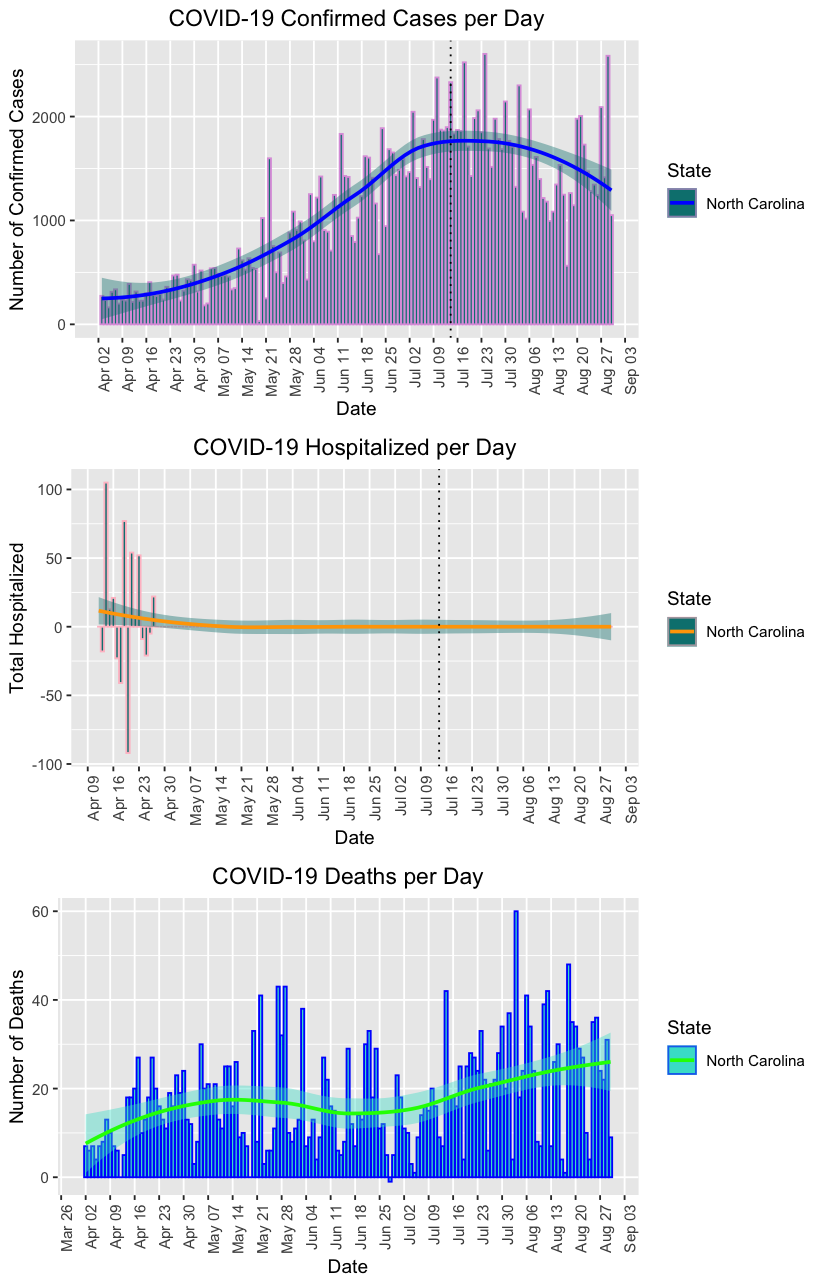 COVID-19 Confirmed Cases per Day
Number of Confirmed Cases
2000
1000
0
Apr 02
Apr 09
Apr 16
Apr 23
Apr 30
May 07
May 14
May 21
May 28
Jun 04
Jun 11
Jun 18
Jun 25
Jul 02
Jul 09
Jul 16
Jul 23
Jul 30
Aug 06
Aug 13
Aug 20
Aug 27
Sep 03
Date
State
North Carolina
COVID-19 Hospitalized per Day
Total Hospitalized
100
50
0
-50
-100
Apr 09
Apr 16
Apr 23
Apr 30
May 07
May 14
May 21
May 28
Jun 04
Jun 11
Jun 18
Jun 25
Jul 02
Jul 09
Jul 16
Jul 23
Jul 30
Aug 06
Aug 13
Aug 20
Aug 27
Sep 03
Date
State
North Carolina
COVID-19 Deaths per Day
Number of Deaths
60
40
20
0
Mar 26
Apr 02
Apr 09
Apr 16
Apr 23
Apr 30
May 07
May 14
May 21
May 28
Jun 04
Jun 11
Jun 18
Jun 25
Jul 02
Jul 09
Jul 16
Jul 23
Jul 30
Aug 06
Aug 13
Aug 20
Aug 27
Sep 03
Date
State
North Carolina